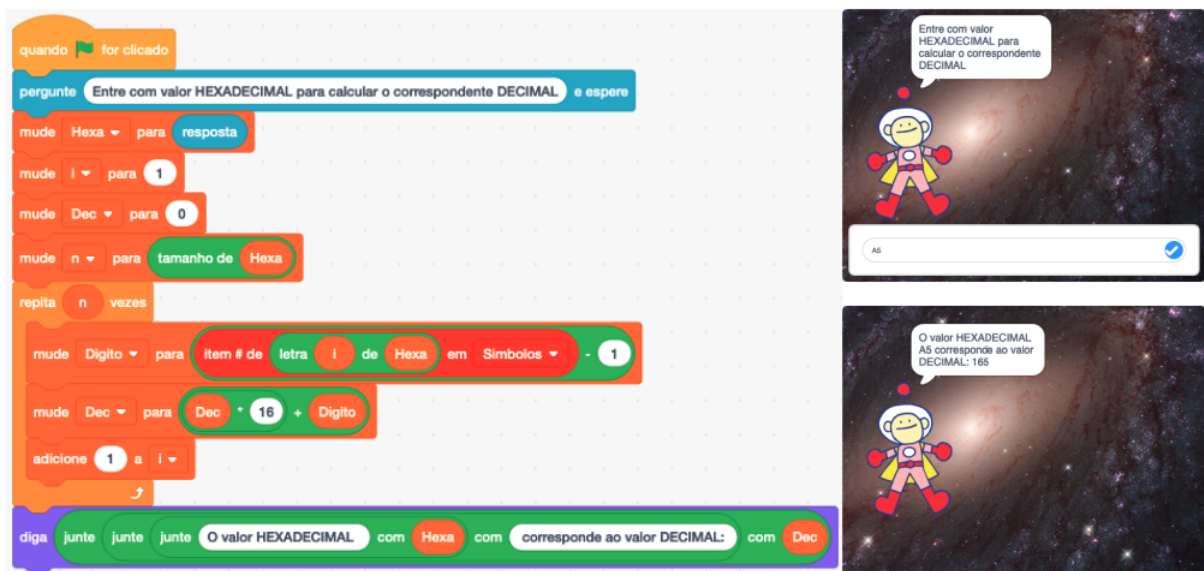 quando for clicado
pergunte Entre com valor HEXADECIMAL para calcular o correspondente DECIMAL e espere
mude Hexa para resposta
mude i para 1
mude Dec para 0
mude n para tamanho de Hexa
repita n vezes
mude Digito para item # de letra i de Hexa em Simbolos - 1
mude Dec para Dec * 16 + Digito
adicione 1 a i
diga junte junte junte O valor HEXADECIMAL com Hexa com corresponde ao valor DECIMAL: com Dec
Entre com valor
HEXADECIMAL para
calcular o correspondente
DECIMAL
A5
O valor HEXADECIMAL
A5 corresponde ao valor
DECIMAL: 165